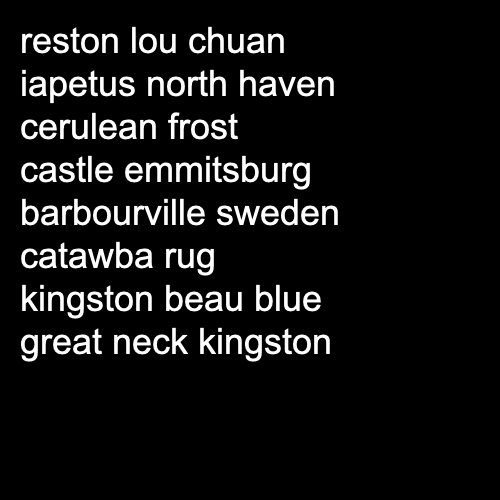 reston lou chuan
iapetus north haven
cerulean frost
castle emmitsburg
barbourville sweden
catawba rug
kingston beau blue
great neck kingston